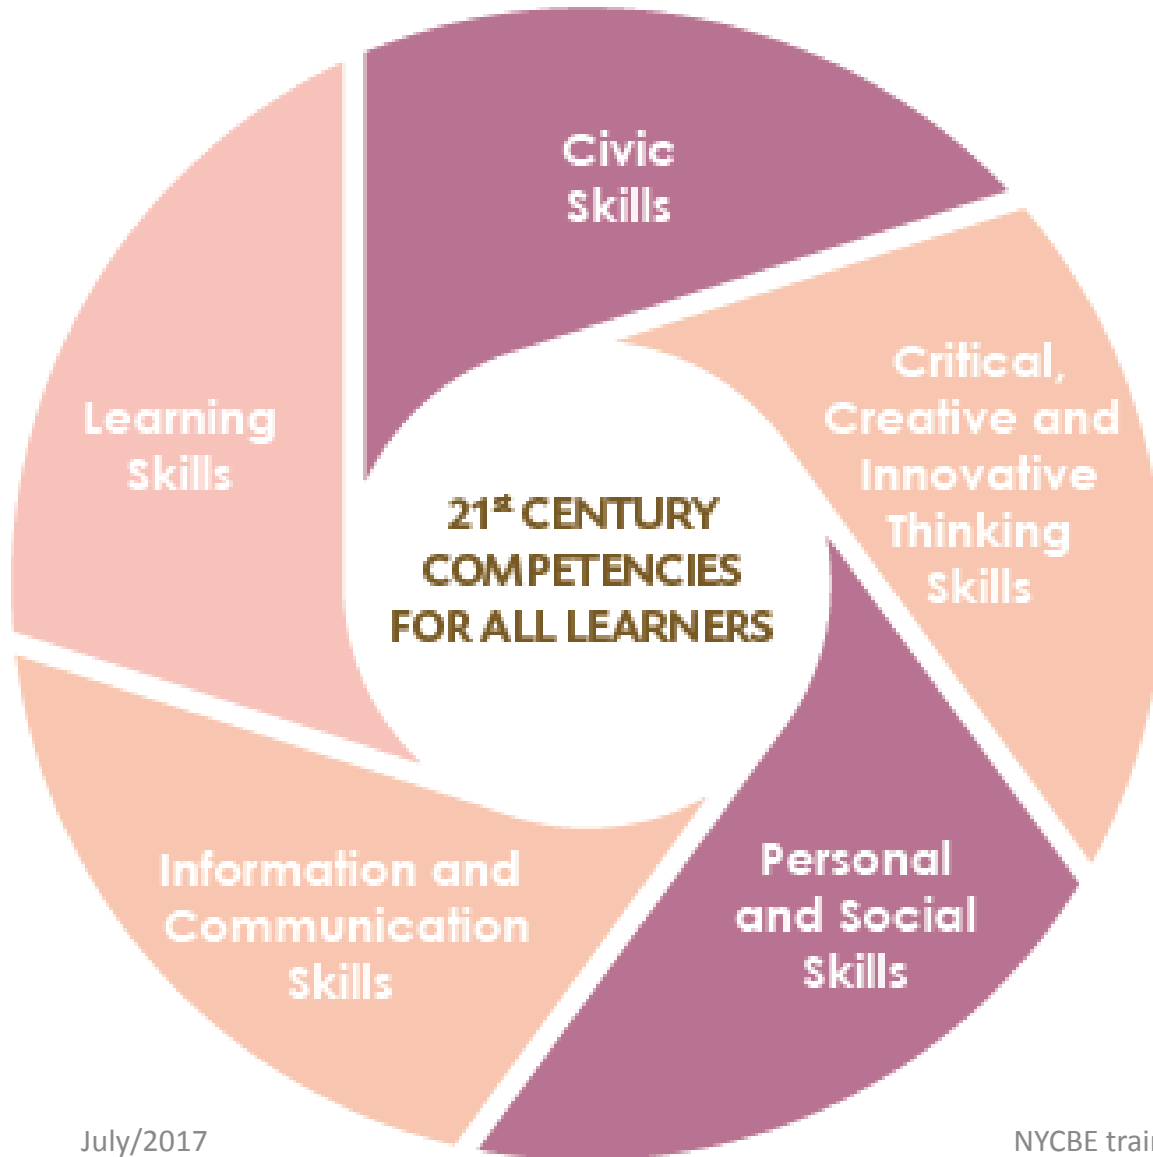 Civic
Skills
Critical,
Creative and
Innovative
Thinking
Skills
Learning
Skills
21st CENTURY
COMPETENCIES
FOR ALL LEARNERS
Personal
and Social
Skills
Information and
Communication
Skills
July/2017
NYCBE train